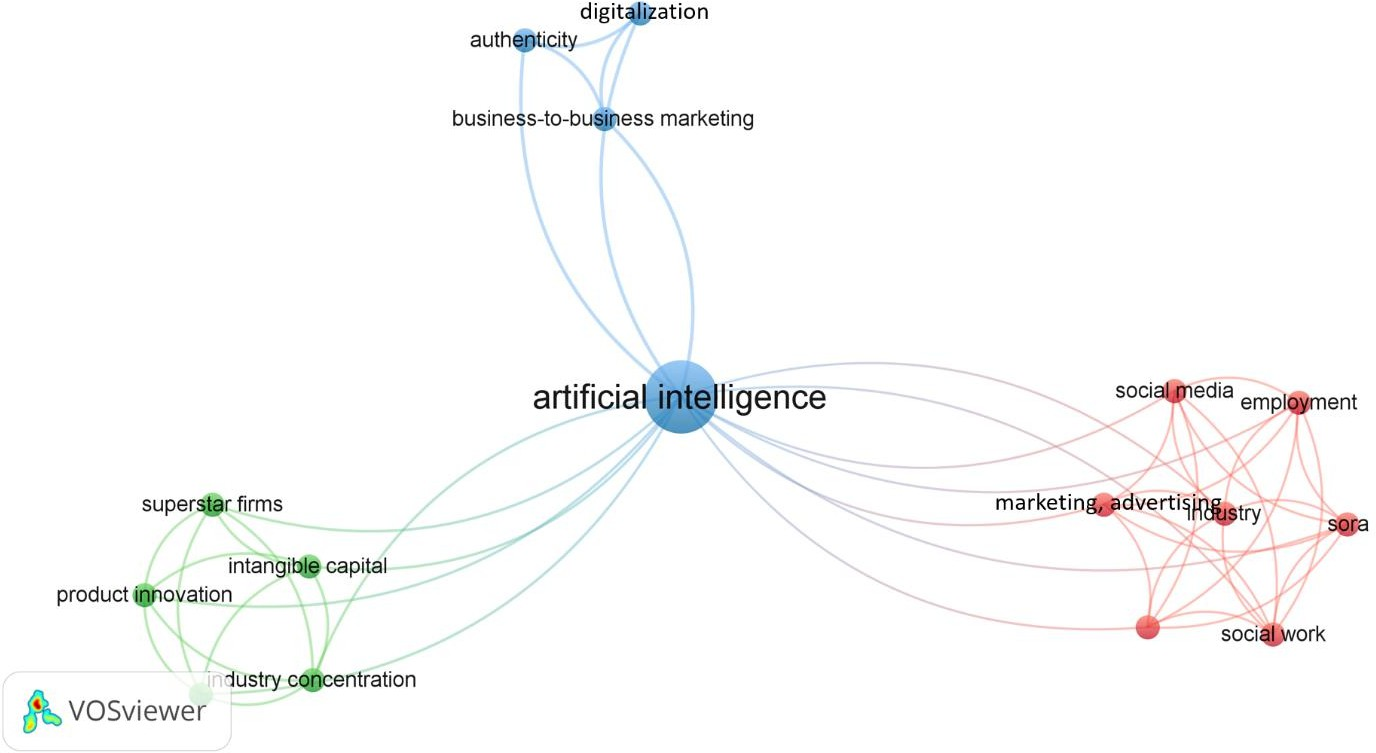 digitalization
authenticity
business-to-business marketing
artificial intelligence
social media
employment
marketing, advertising
industry
sora
superstar firms
intangible capital
product innovation
social work
industry concentration
VOSviewer